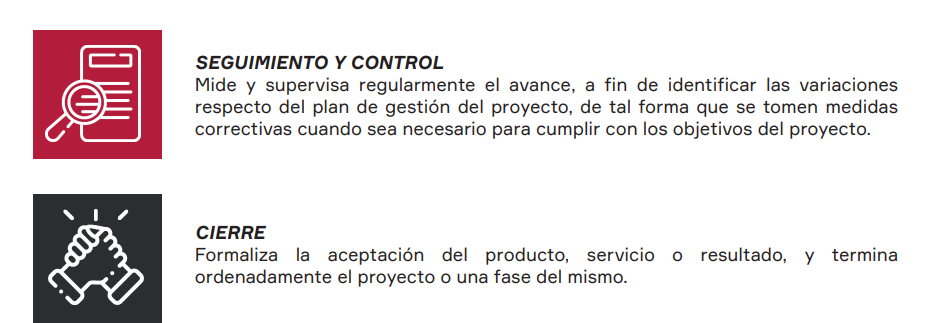 SEGUIMIENTO Y CONTROL
Mide y supervisa regularmente el avance, a fin de identificar las variaciones
respecto del plan de gestión del proyecto, de tal forma que se tomen medidas
correctivas cuando sea necesario para cumplir con los objetivos del proyecto.
CIERRE
Formaliza la aceptación del producto, servicio o resultado, y termina
ordenadamente el proyecto o una fase del mismo.